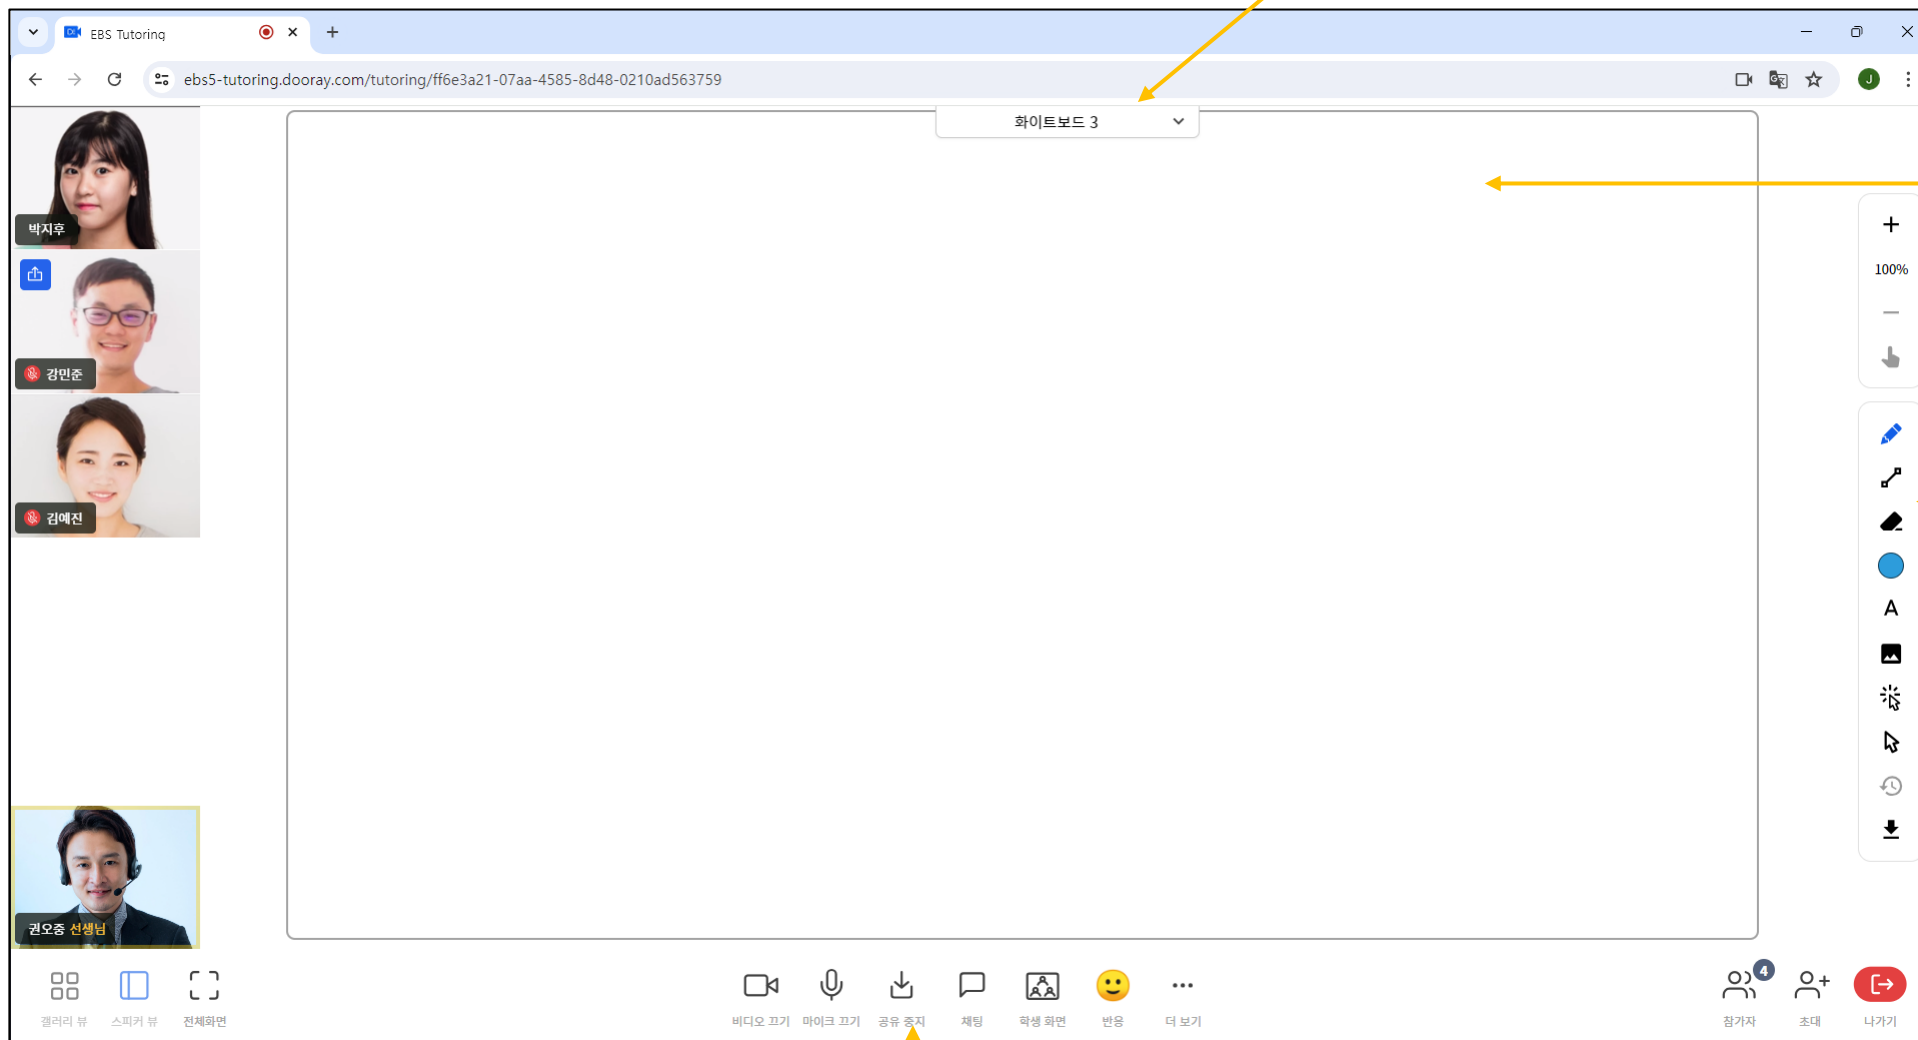 EBS Tutoring
ebs5-tutoring.dooray.com/tutoring/ff6e3a21-07aa-4585-8d48-0210ad563759
J
화이트보드 3
박지후
강민준
김예진
권오중 선생님
100%
A
갤러리 뷰
스피커 뷰
전체화면
비디오 끄기
마이크 끄기
공유 중지
채팅
학생 화면
반응
더 보기
4
참가자
초대
나가기